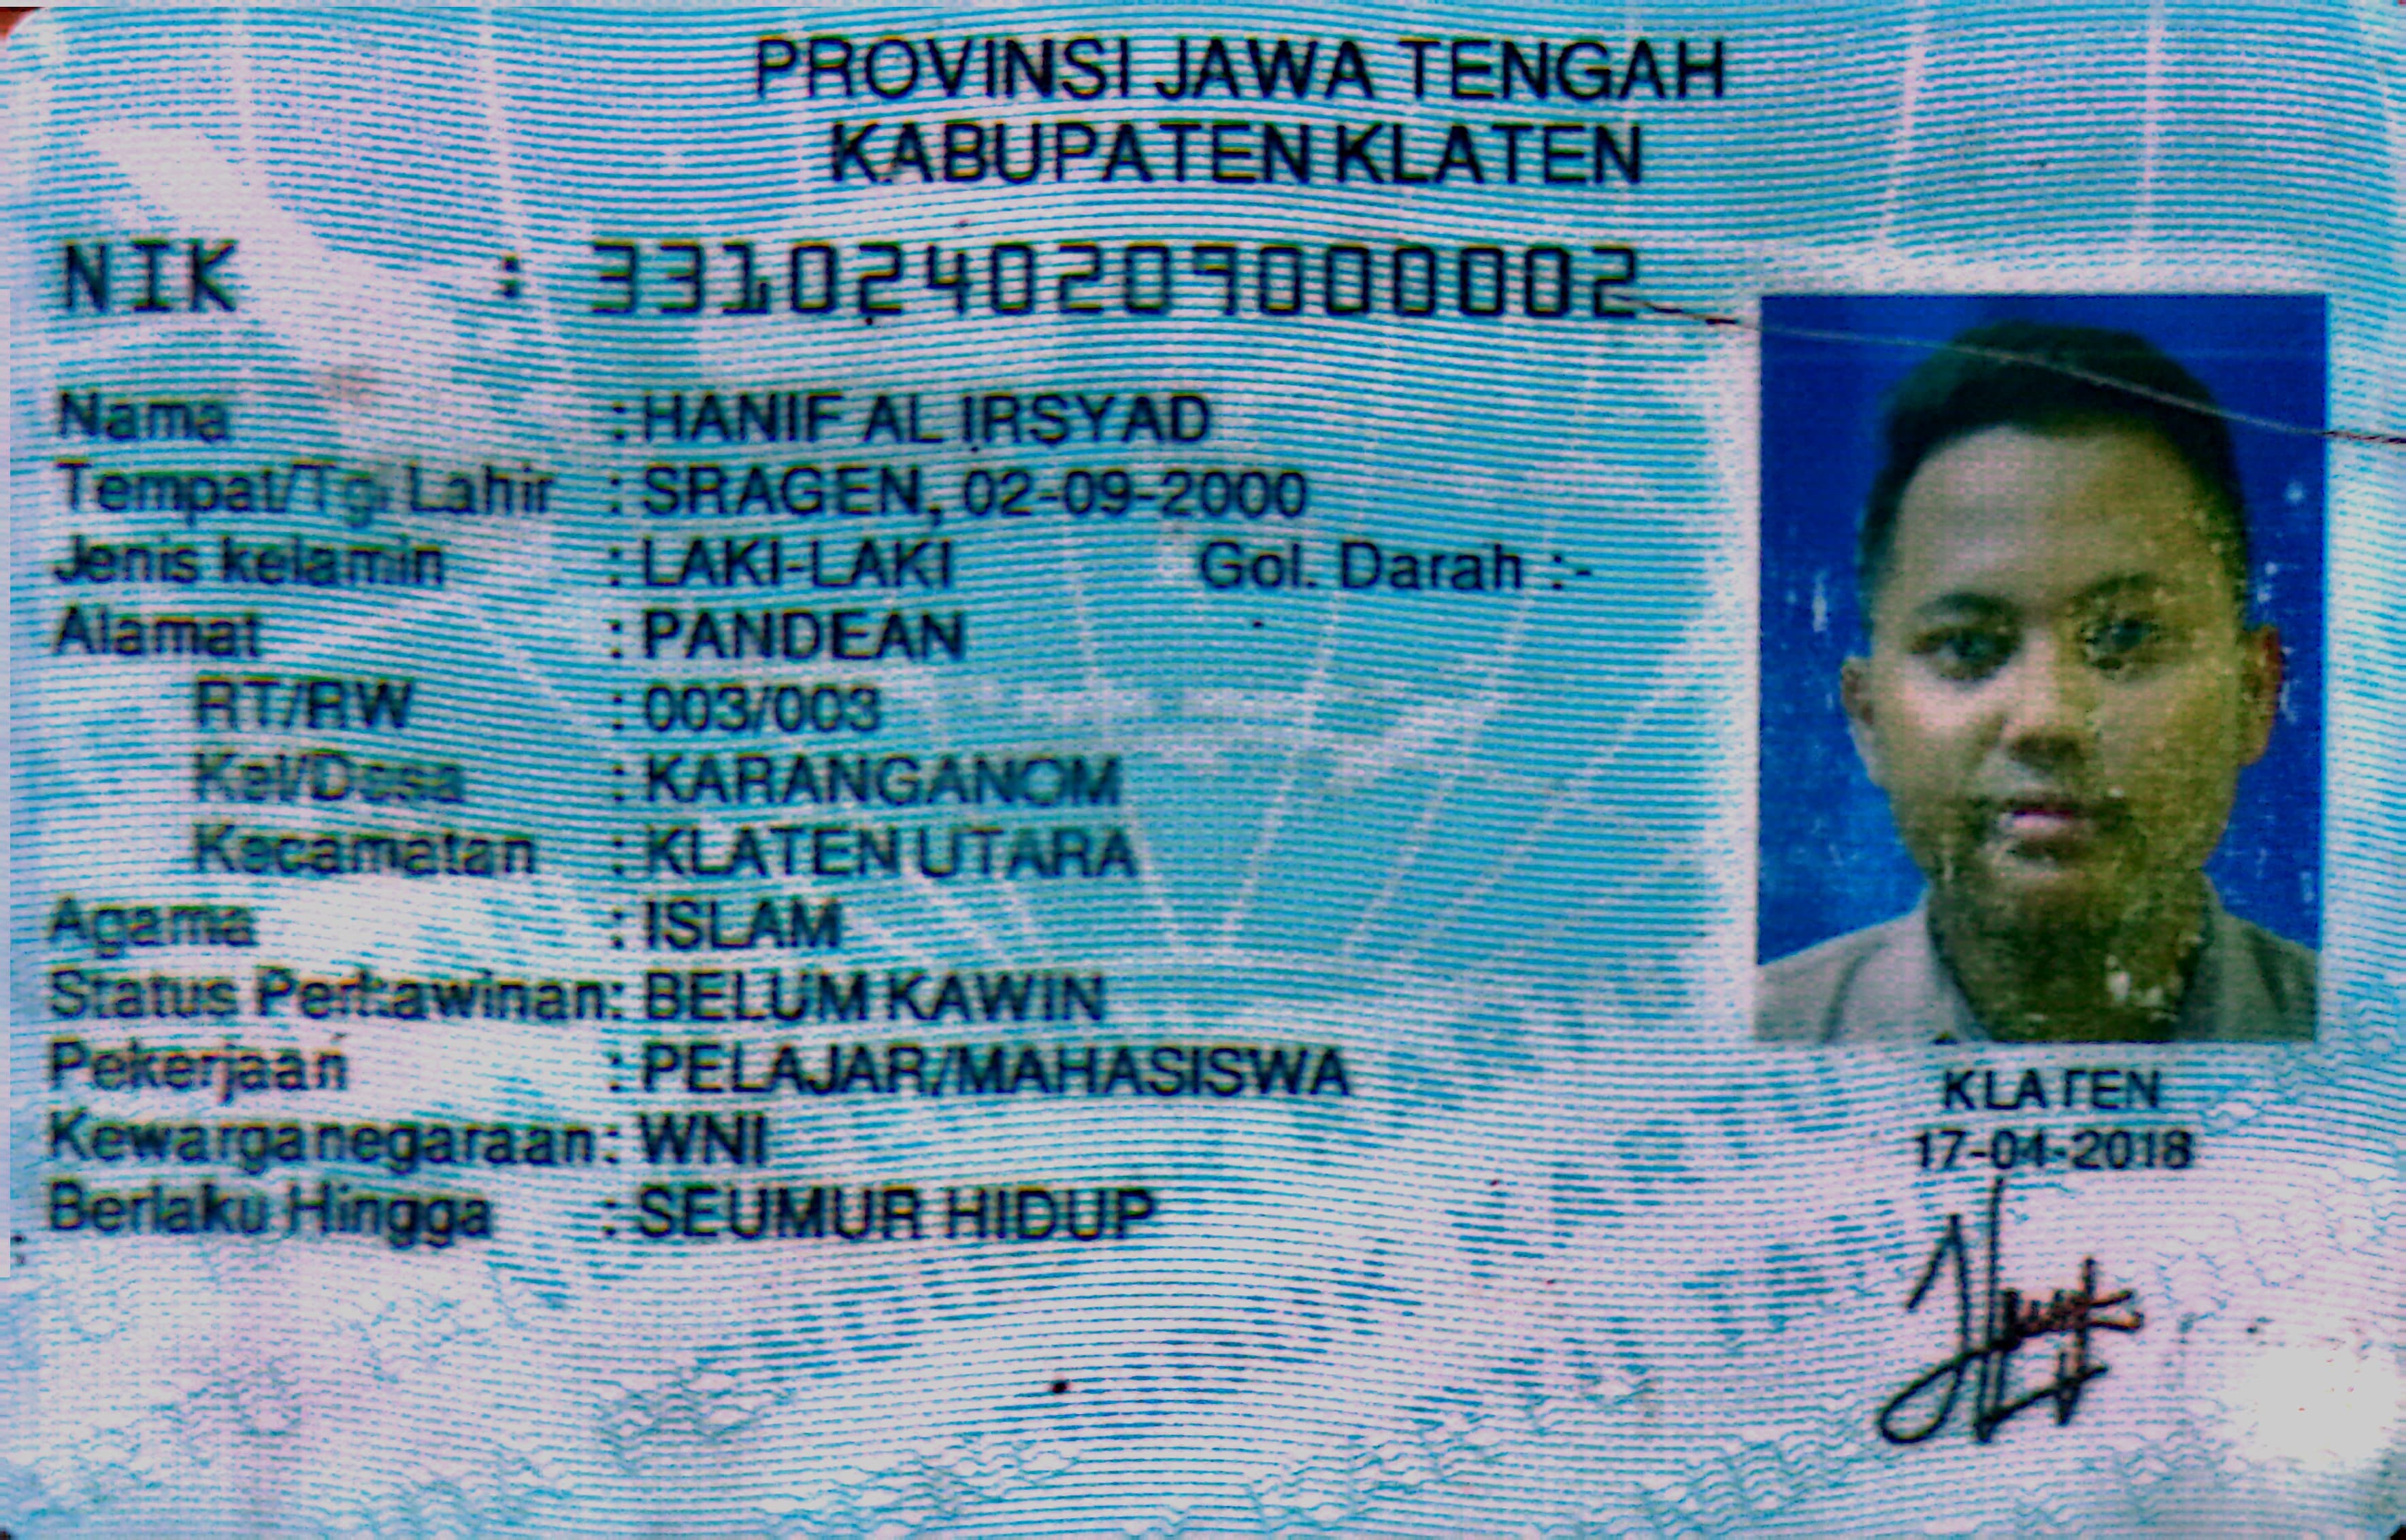 PROVINSI JAWA TENGAH
KABUPATEN KLATEN
NIK : 3310240209000002
Nama : HANIF AL IRSYAD
Tempat/Tgl Lahir : SRAGEN, 02-09-2000
Jenis kelamin : LAKI-LAKI Gol. Darah : -
Alamat : PANDEAN
RT/RW : 003/003
Kel/Desa : KARANGANOM
Kecamatan : KLATEN UTARA
Agama : ISLAM
Status Perkawinan: BELUM KAWIN
Pekerjaan : PELAJAR/MAHASISWA
Kewarganegaraan: WNI
Berlaku Hingga : SEUMUR HIDUP
KLATEN
17-04-2018